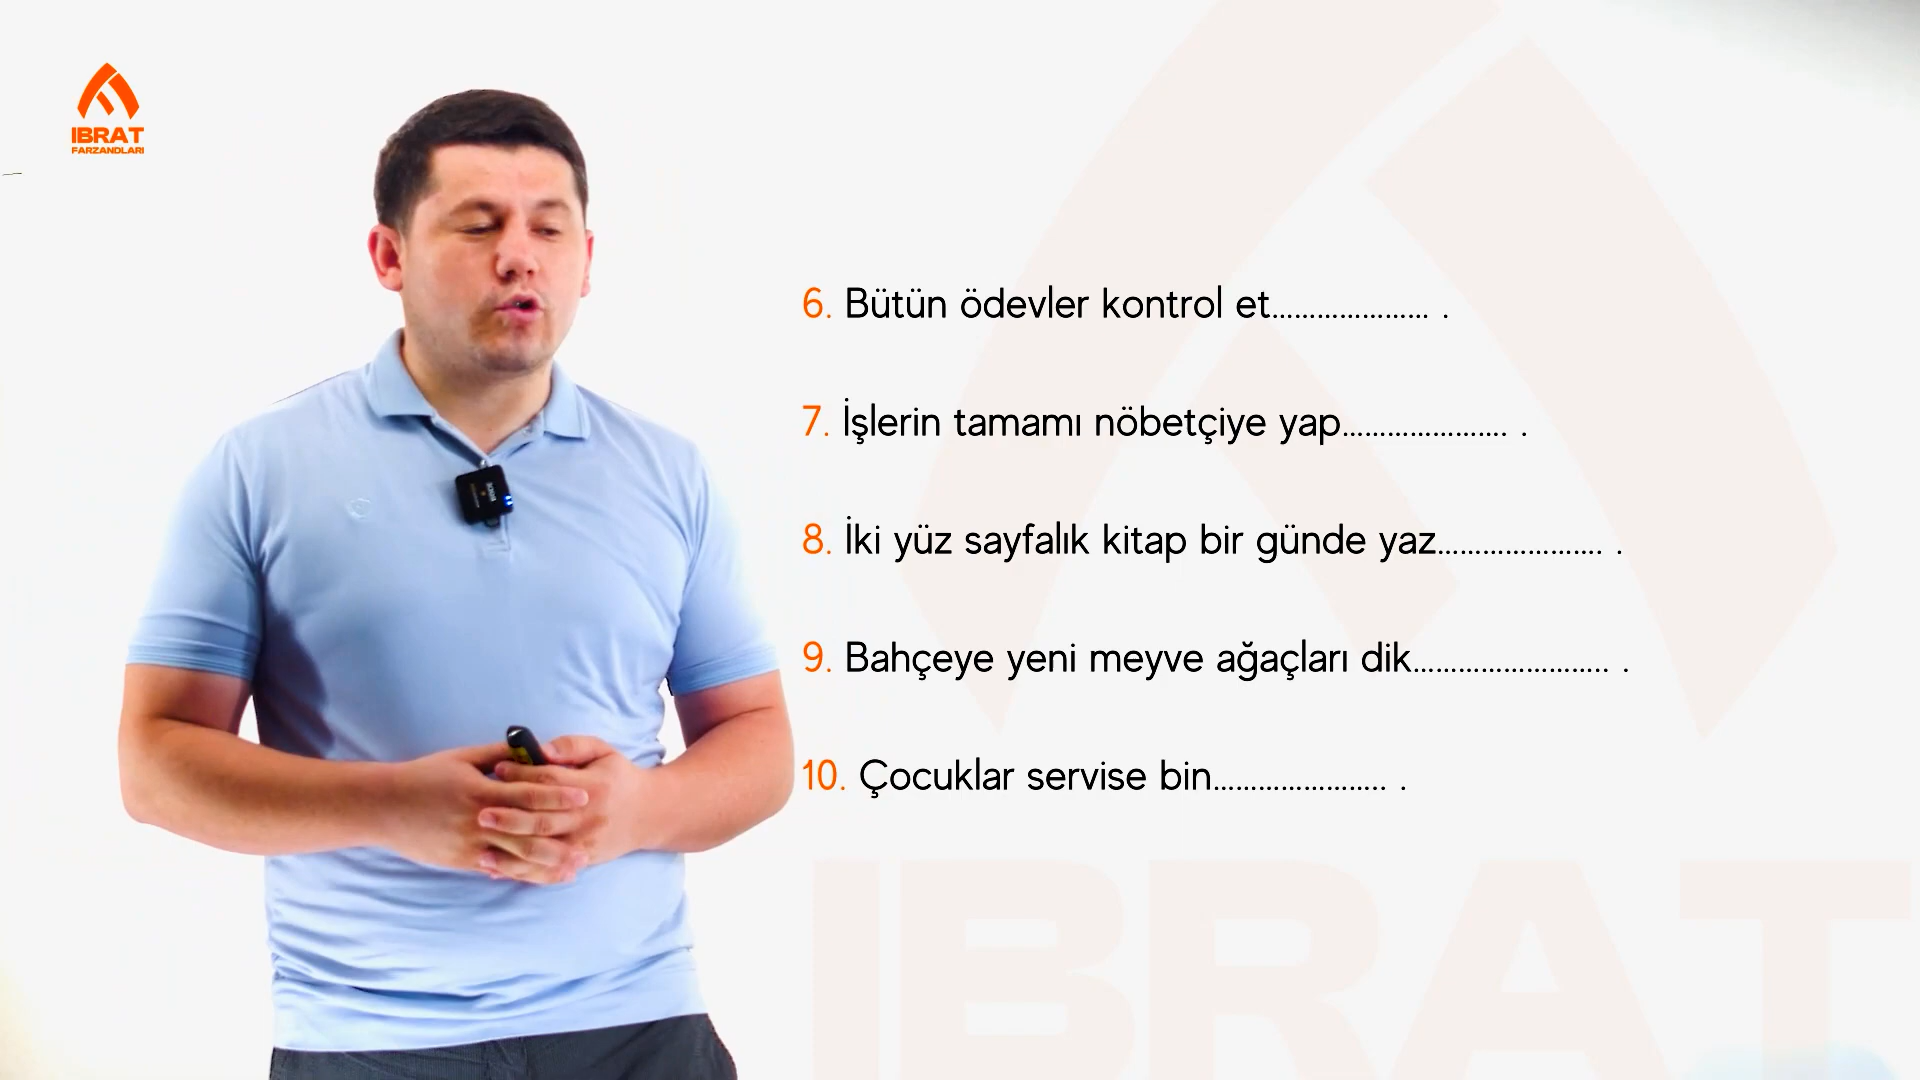 IBRAT
FARZANDLARI
6. Bütün ödevler kontrol et..................... .
7. İşlerin tamamı nöbetçiye yap...................... .
8. İki yüz sayfalık kitap bir günde yaz...................... .
9. Bahçeye yeni meyve ağaçları dik.......................... .
10. Çocuklar servise bin....................... .
IBRAT